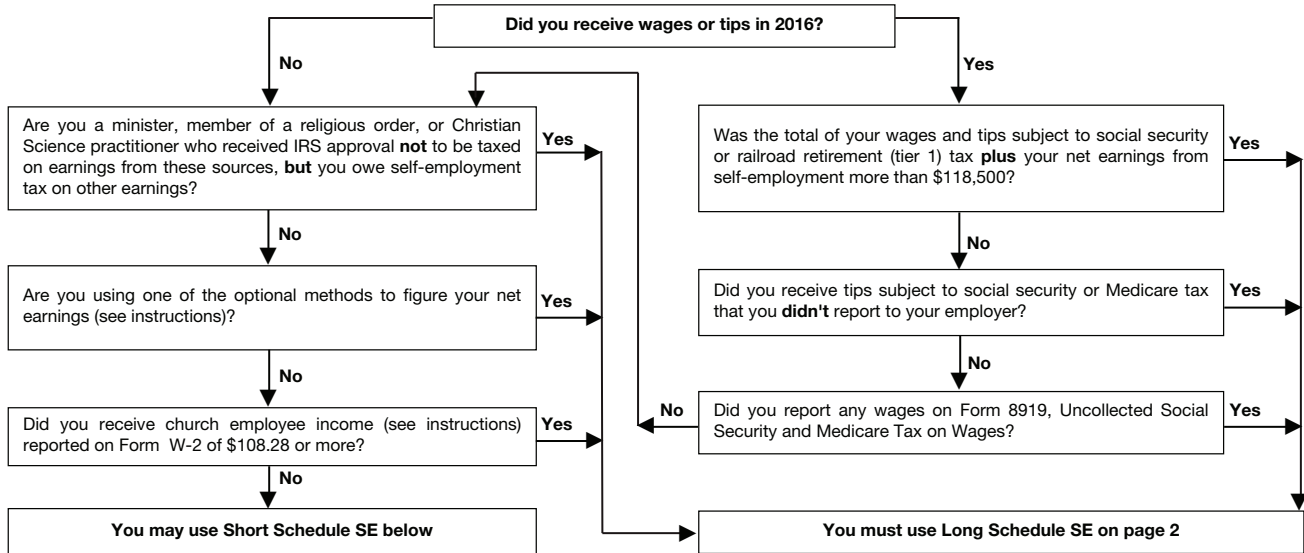 Did you receive wages or tips in 2016?
No
Yes
Are you a minister, member of a religious order, or Christian
Science practitioner who received IRS approval not to be taxed
on earnings from these sources, but you owe self-employment
tax on other earnings?
Yes
Was the total of your wages and tips subject to social security
or railroad retirement (tier 1) tax plus your net earnings from
self-employment more than $118,500?
Yes
No
No
Are you using one of the optional methods to figure your net
earnings (see instructions)?
Yes
Did you receive tips subject to social security or Medicare tax
that you didn't report to your employer?
Yes
No
No
Did you receive church employee income (see instructions)
reported on Form W-2 of $108.28 or more?
Yes
No
Did you report any wages on Form 8919, Uncollected Social
Security and Medicare Tax on Wages?
Yes
No
You may use Short Schedule SE below
You must use Long Schedule SE on page 2